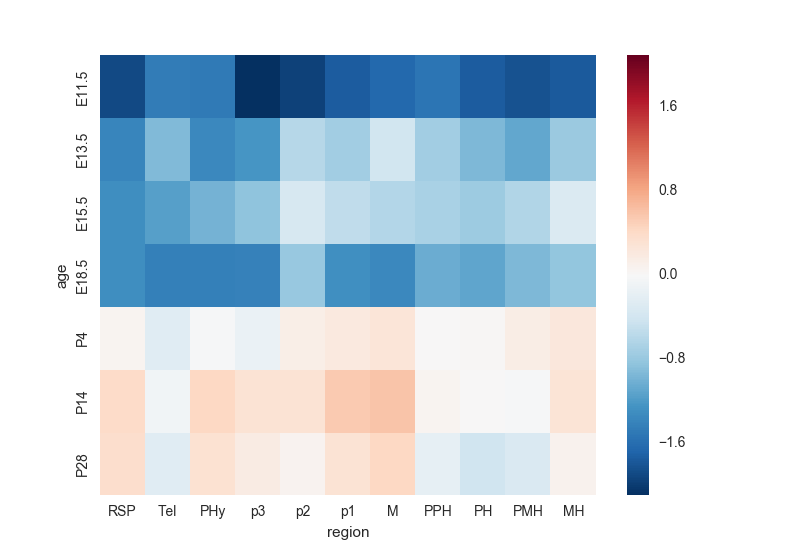 E11.5
E13.5
E15.5
E18.5
P4
P14
P28
age
RSP Tel PHy p3 p2 p1 M PPH PH PMH MH
region
1.6
0.8
0.0
−0.8
−1.6